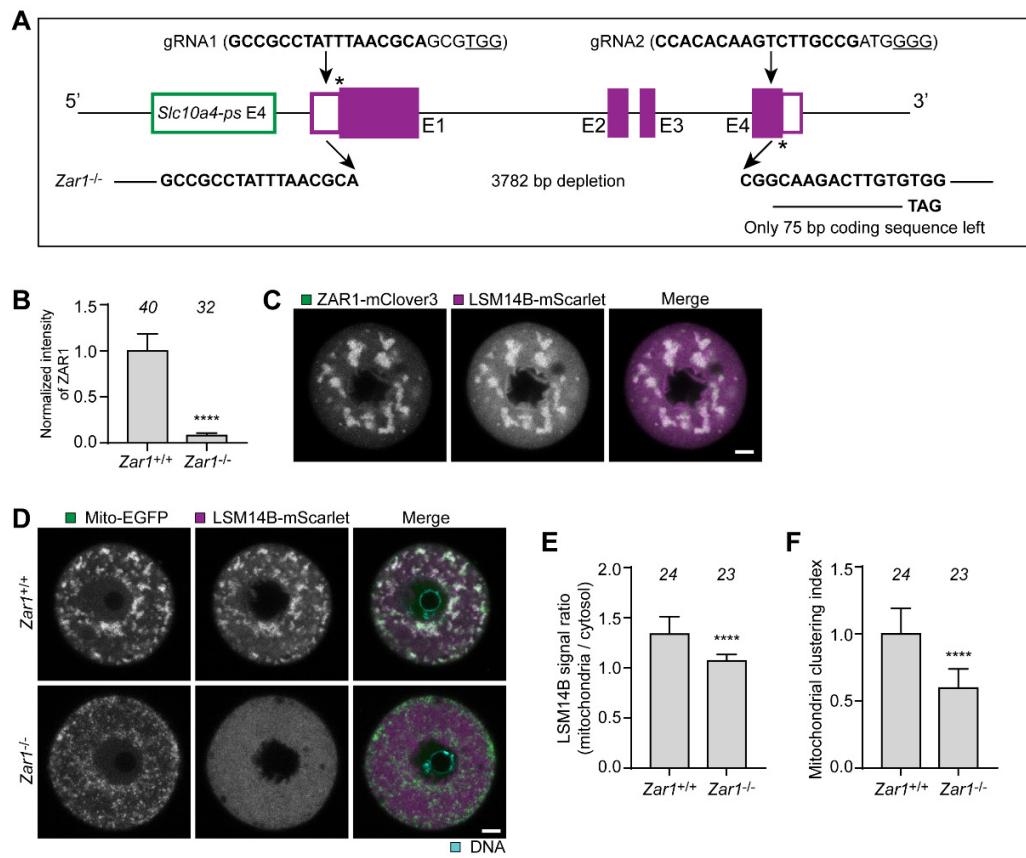 A
gRNA1 (GCCGCCTATTTAACGCAGCGTGG)
gRNA2 (CCACACAAGTCTTGCCGATGGGG)
5’
Slc10a4-ps E4
*
E1
E2
E3
E4
*
3’
Zar1-/-
GCCGCCTATTTAACGCA
3782 bp depletion
CGGCAAGACTTGTGTGG
TAG
Only 75 bp coding sequence left
B
Normalized intensity
of ZAR1
1.5
1.0
0.5
0.0
40
32
****
Zar1+/+
Zar1-/-
C
ZAR1-mClover3
LSM14B-mScarlet
Merge
D
Mito-EGFP
LSM14B-mScarlet
Merge
Zar1+/+
Zar1-/-
DNA
E
LSM14B signal ratio
(mitochondria / cytosol)
2.0
1.5
1.0
0.5
0.0
24
23
****
Zar1+/+
Zar1-/-
F
Mitochondrial clustering index
1.5
1.0
0.5
0.0
24
23
****
Zar1+/+
Zar1-/-